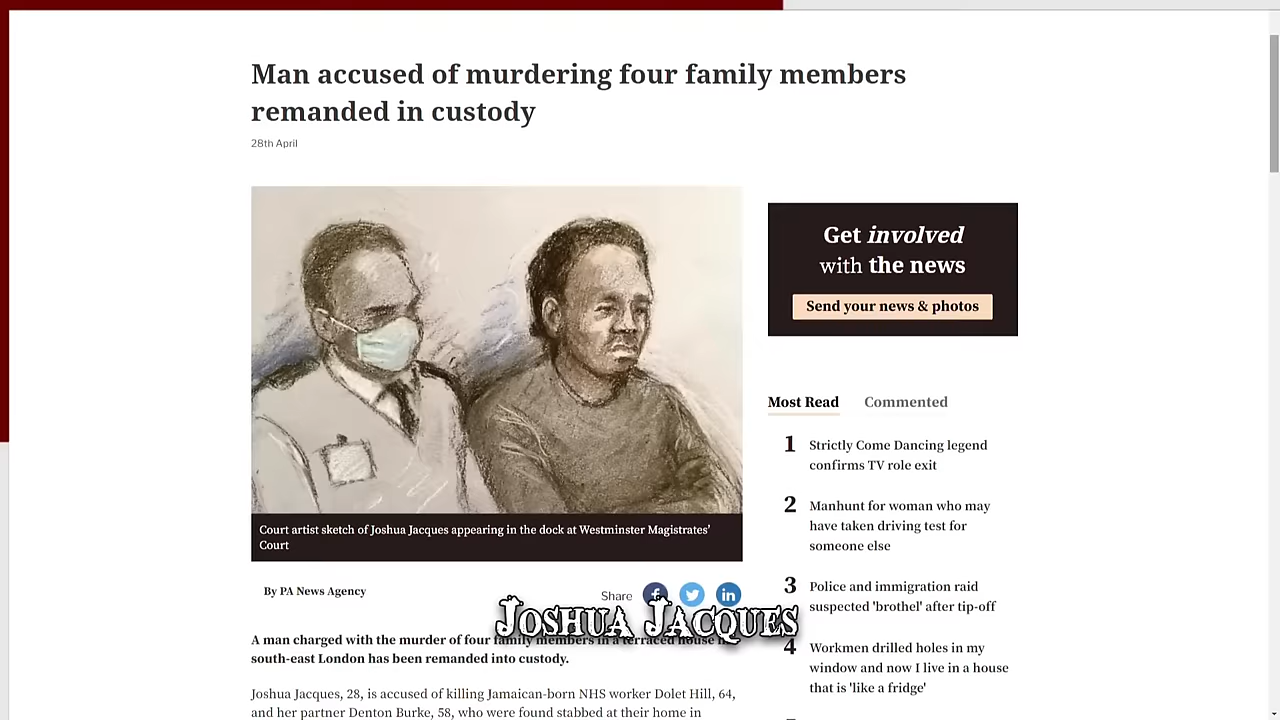 Man accused of murdering four family members
remanded in custody
28th April
Court artist sketch of Joshua Jacques appearing in the dock at Westminster Magistrates'
Court
By PA News Agency
Share
Joshua Jacques
A man charged with the murder of four family members in a terraced house
south-east London has been remanded into custody.
Joshua Jacques, 28, is accused of killing Jamaican-born NHS worker Dolet Hill, 64,
and her partner Denton Burke, 58, who were found stabbed at their home in
Get involved
with the news
Send your news & photos
Most Read Commented
1 Strictly Come Dancing legend
confirms TV role exit
2 Manhunt for woman who may
have taken driving test for
someone else
3 Police and immigration raid
suspected 'brothel' after tip-off
4 Workmen drilled holes in my
window and now I live in a house
that is 'like a fridge'